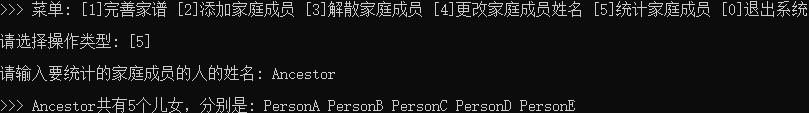 >>> 菜单: [1]完善家谱 [2]添加家庭成员 [3]解散家庭成员 [4]更改家庭成员姓名 [5]统计家庭成员 [0]退出系统
请选择操作类型: [5]
请输入要统计的家庭成员的人的姓名: Ancestor
>>> Ancestor共有5个儿女，分别是: PersonA PersonB PersonC PersonD PersonE